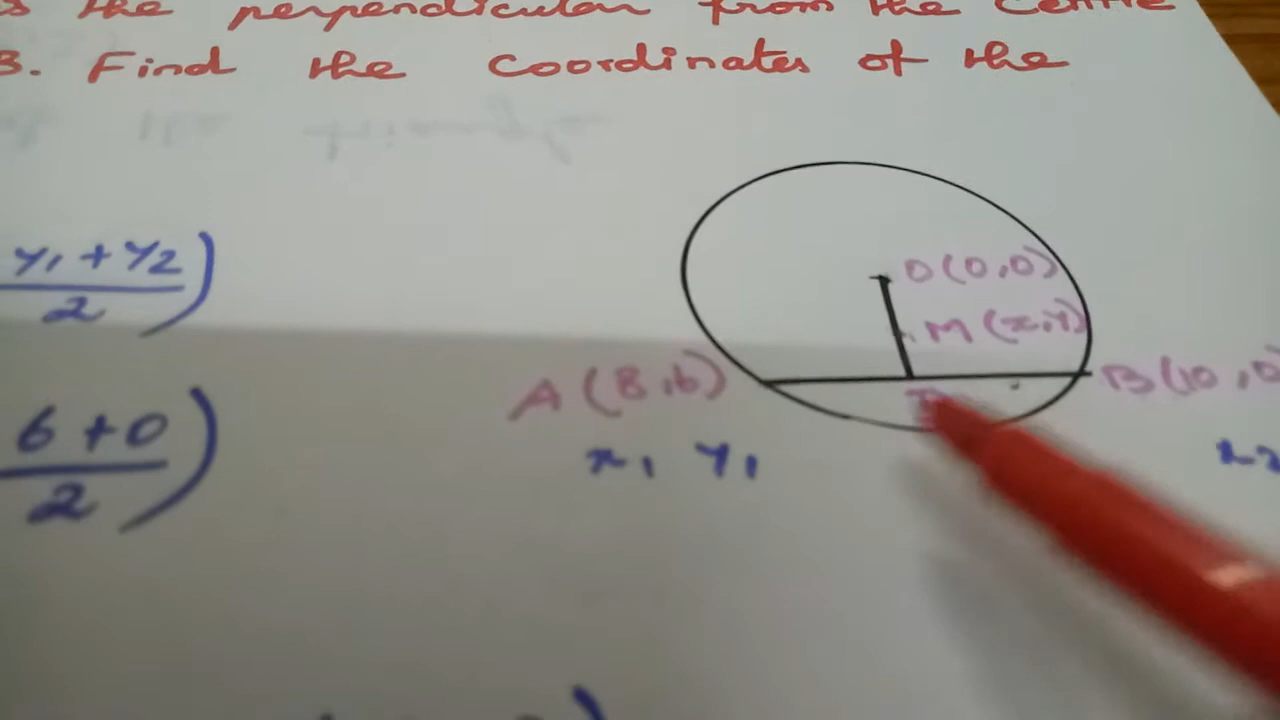 the perpendicular from the Centre
B. Find the coordinates of the
y1 + y2
2 )
O(0,0)
M(x,y)
A(8,6)
B(10,0
6 + 0
2 )
x1 y1
x2